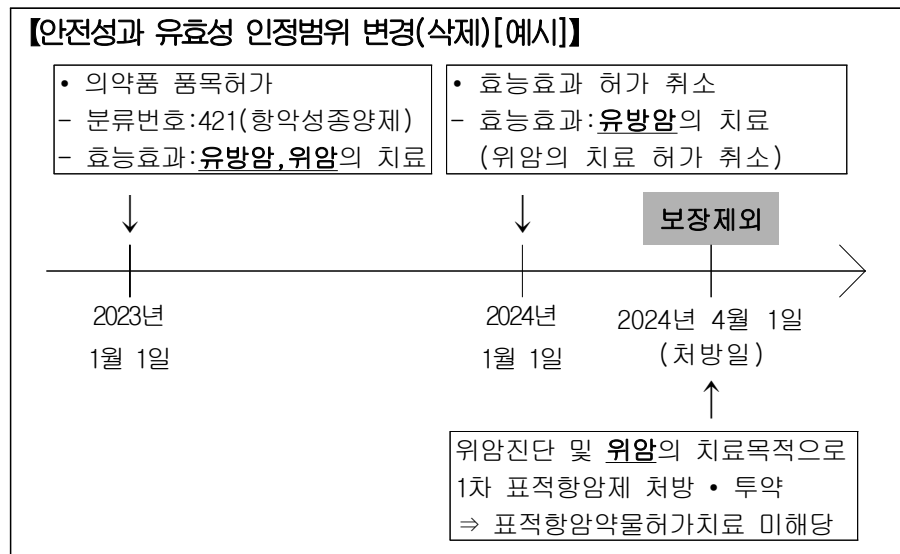 【안전성과 유효성 인정범위 변경(삭제)[예시]】
• 의약품 품목허가
- 분류번호:421(항악성종양제)
- 효능효과:유방암,위암의 치료
• 효능효과 허가 취소
- 효능효과:유방암의 치료
(위암의 치료 허가 취소)
보장제외
2023년
1월 1일
2024년
1월 1일
2024년 4월 1일
(처방일)
위암진단 및 위암의 치료목적으로
1차 표적항암제 처방 • 투약
⇒ 표적항암약물허가치료 미해당